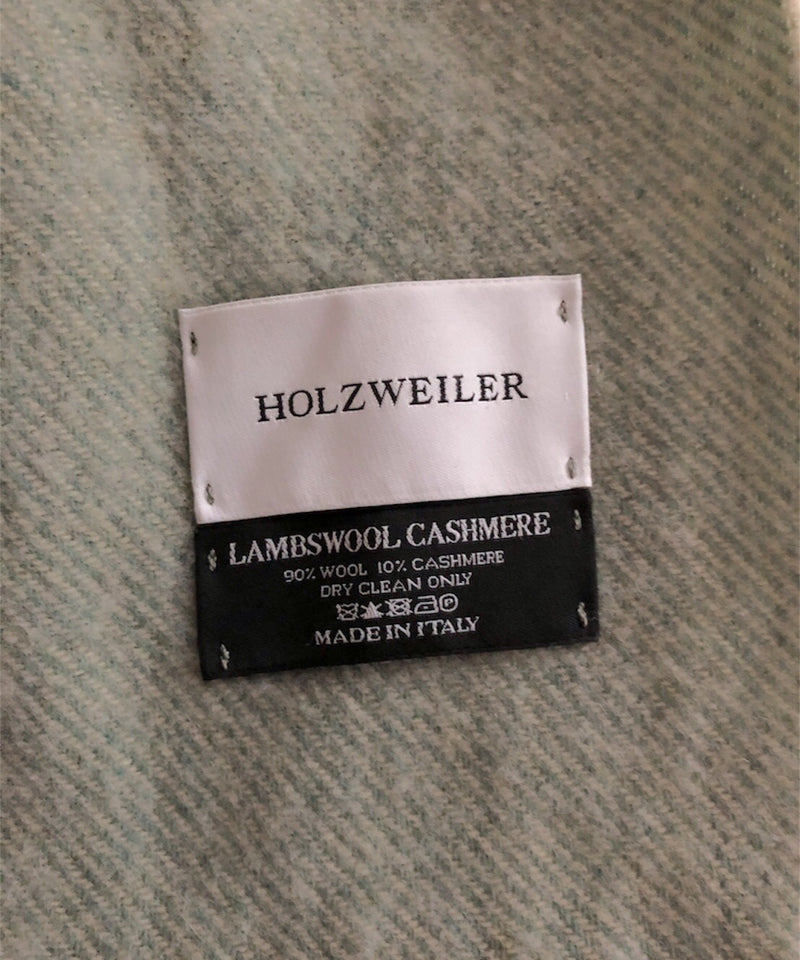 HOLZWEILER
LAMBSWOOL CASHMERE
90% WOOL 10% CASHMERE
DRY CLEAN ONLY
P
MADE IN ITALY